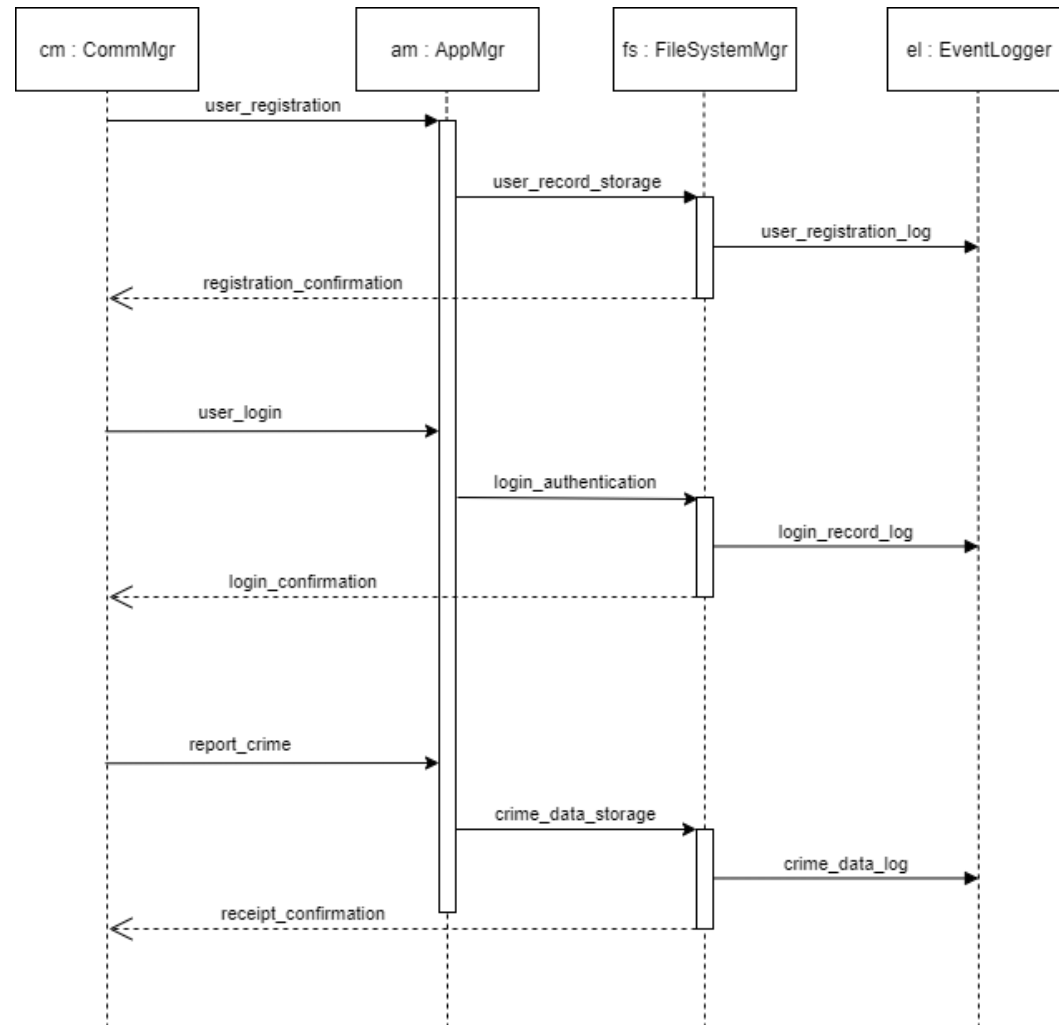 cm : CommMgr
am : AppMgr
fs : FileSystemMgr
el : EventLogger
user_registration
user_record_storage
user_registration_log
registration_confirmation
user_login
login_authentication
login_record_log
login_confirmation
report_crime
crime_data_storage
crime_data_log
receipt_confirmation